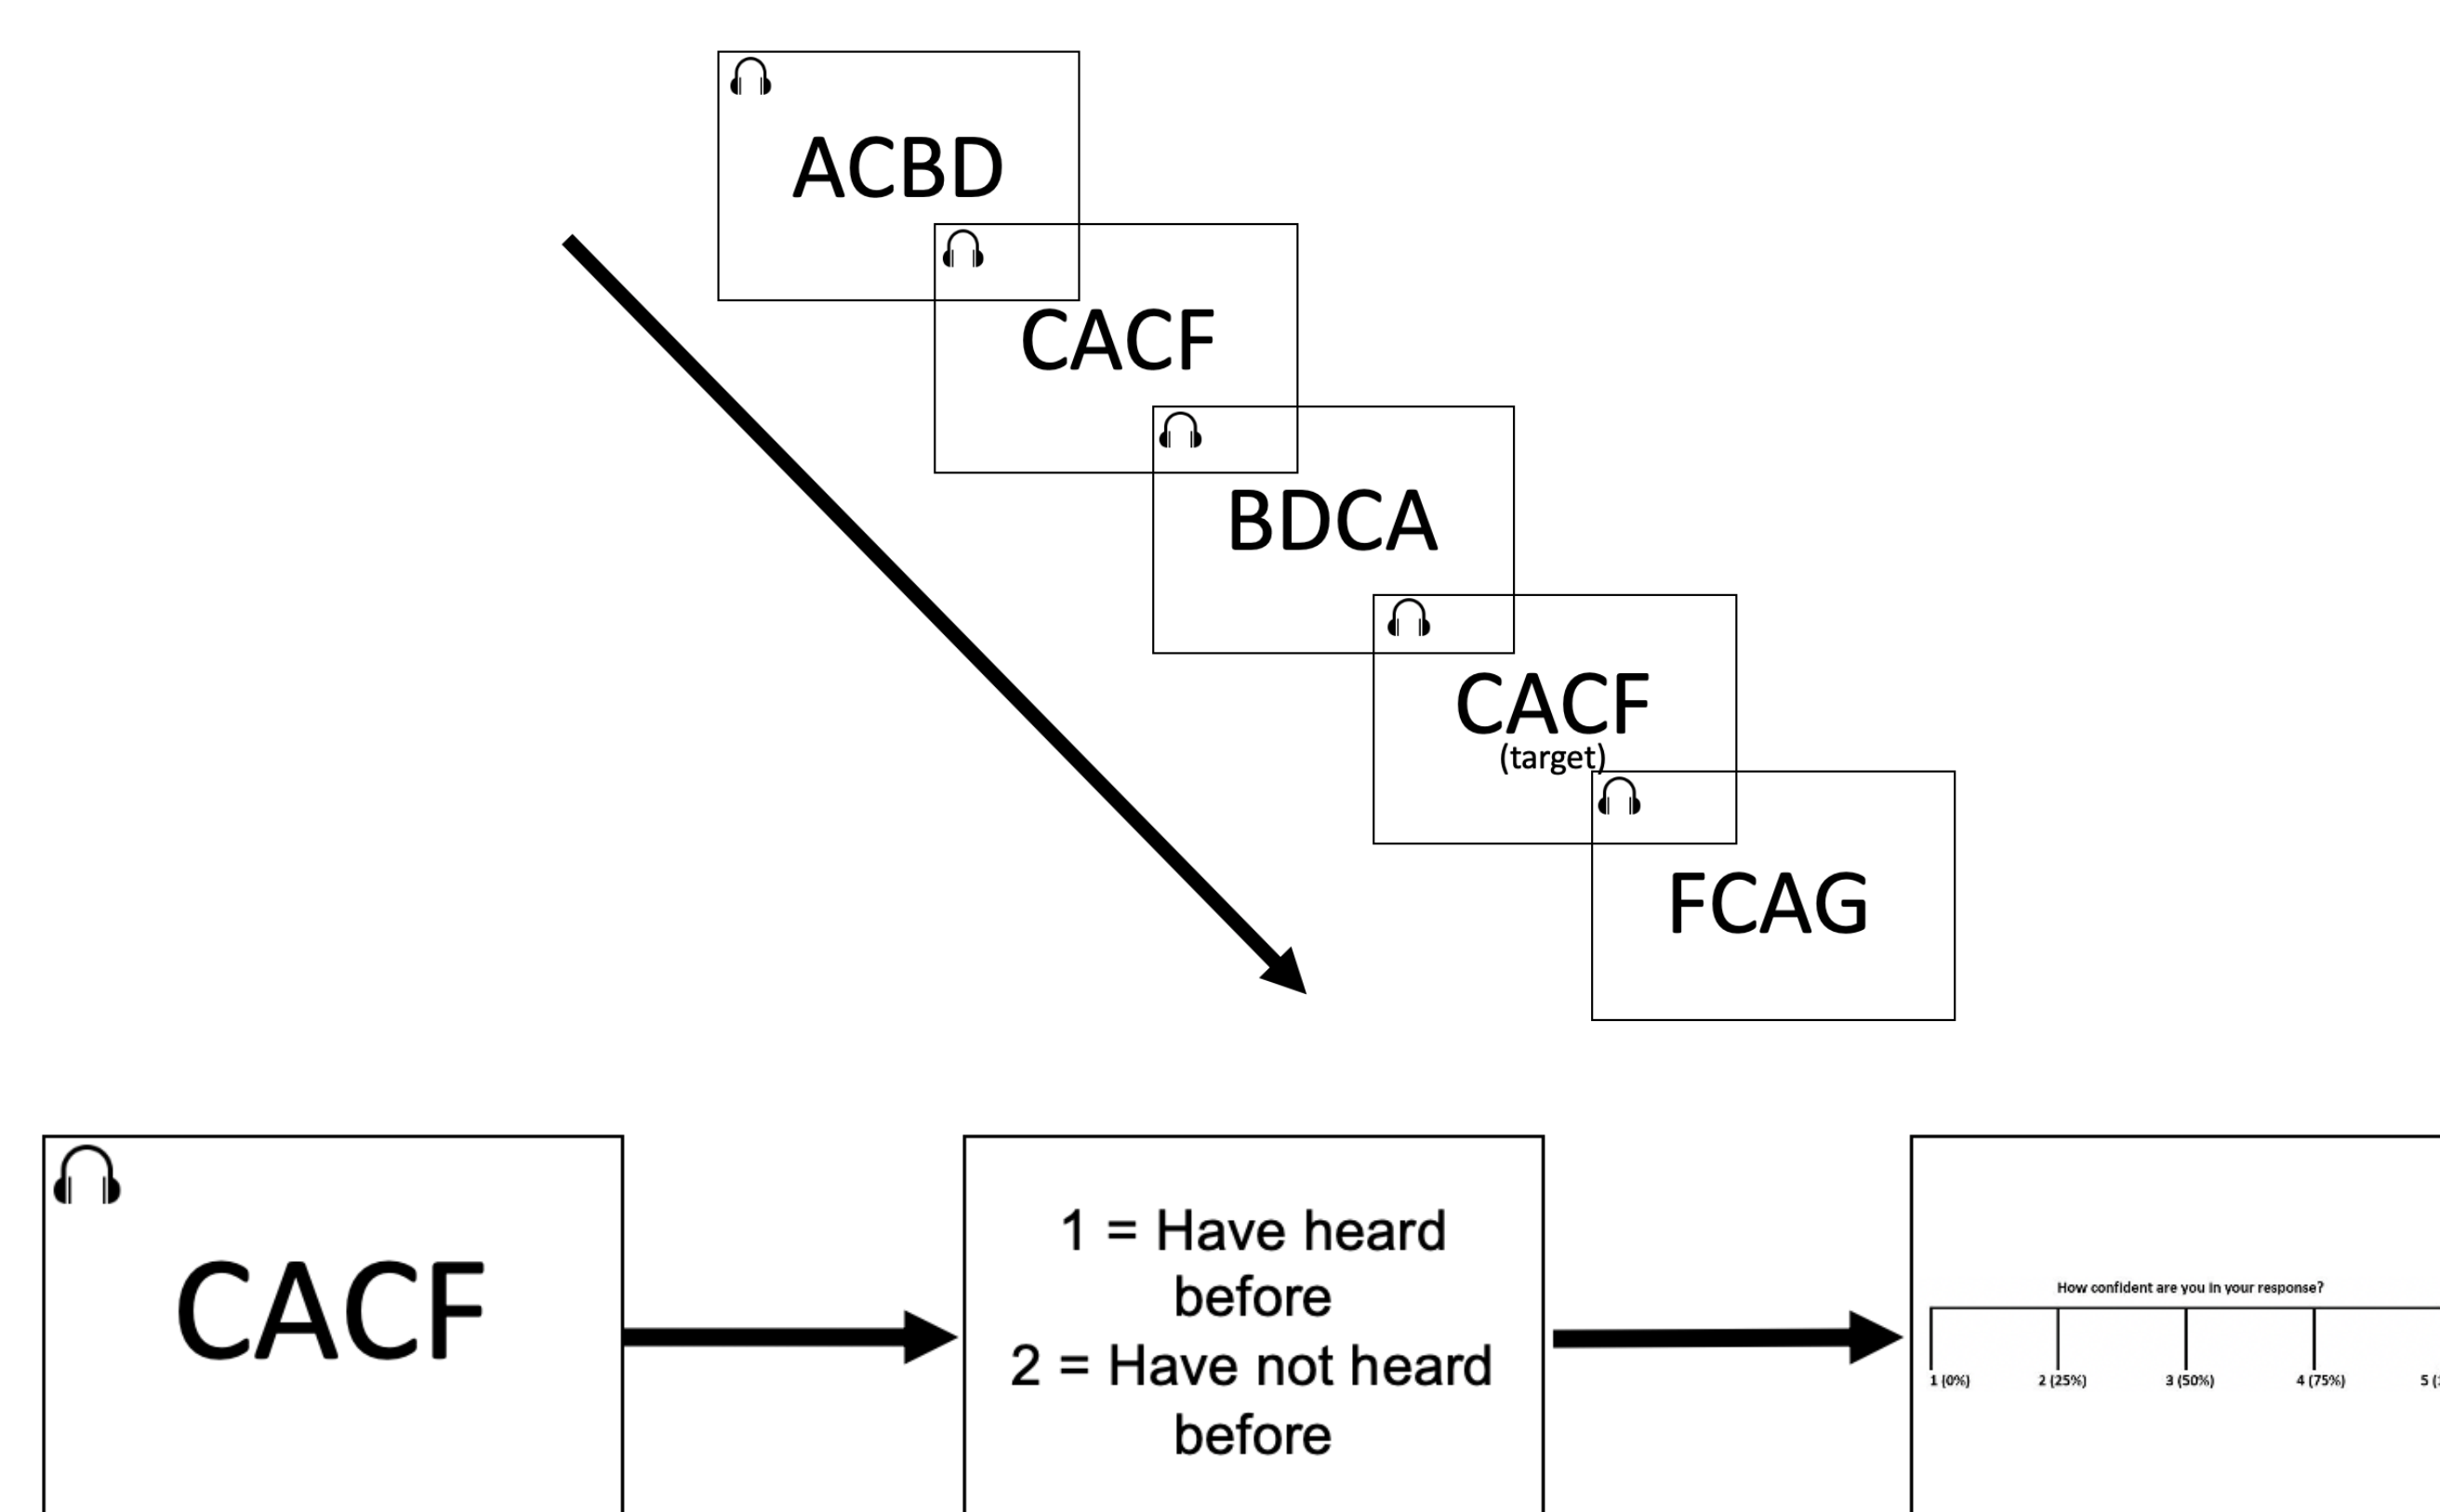 ACBD
CACF
BDCA
CACF
(target)
FCAG
CACF
1 = Have heard
before
2 = Have not heard
before
How confident are you in your response?
1 (0%) 2 (25%) 3 (50%) 4 (75%) 5